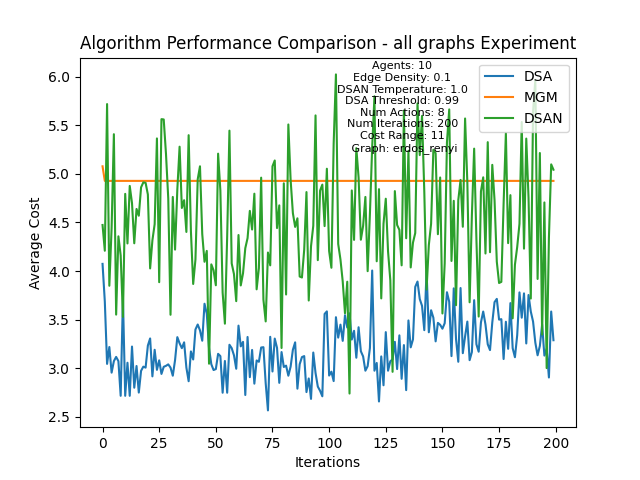 Algorithm Performance Comparison - all graphs Experiment
Agents: 10
Edge Density: 0.1
DSAN Temperature: 1.0
DSA Threshold: 0.99
Num Actions: 8
Num Iterations: 200
Cost Range: 11
Graph: erdos_renyi
DSA
MGM
DSAN
6.0
5.5
5.0
4.5
4.0
3.5
3.0
2.5
Average Cost
0 25 50 75 100 125 150 175 200
Iterations